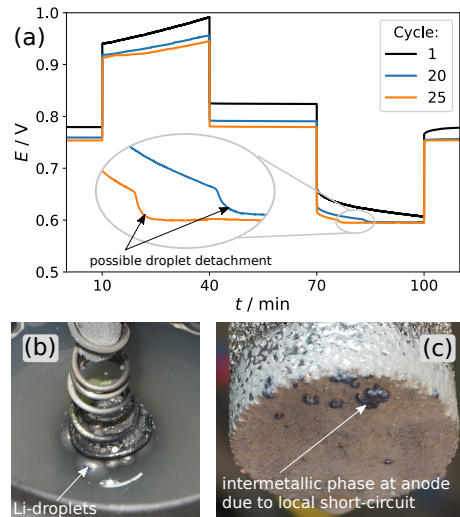 (a)
Cycle:
1
20
25
1.0
0.9
0.8
0.7
0.6
0.5
E / V
possible droplet detachment
10
40
70
100
t / min
(b)
Li-droplets
(c)
intermetallic phase at anode
due to local short-circuit